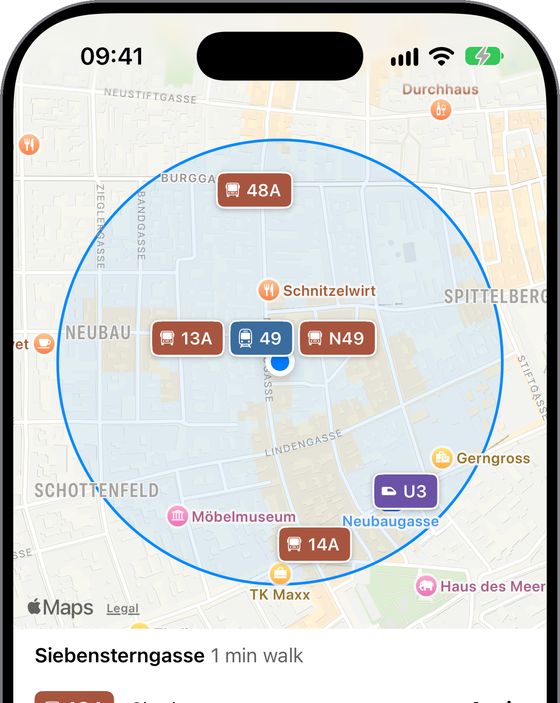 09:41
Durchhaus
NEUSTIFTGASSE
BURGGA
48A
ZIEGLERGASSE
BANDGASSE
Schnitzelwirt
SPITTELBERG
NEUBAU
13A
49
N49
STIFTGASSE
LINDENGASSE
Gerngross
SCHOTTENFELD
U3
Neubaugasse
Möbelmuseum
14A
TK Maxx
Haus des Meer
Maps
Legal
Siebensterngasse 1 min walk